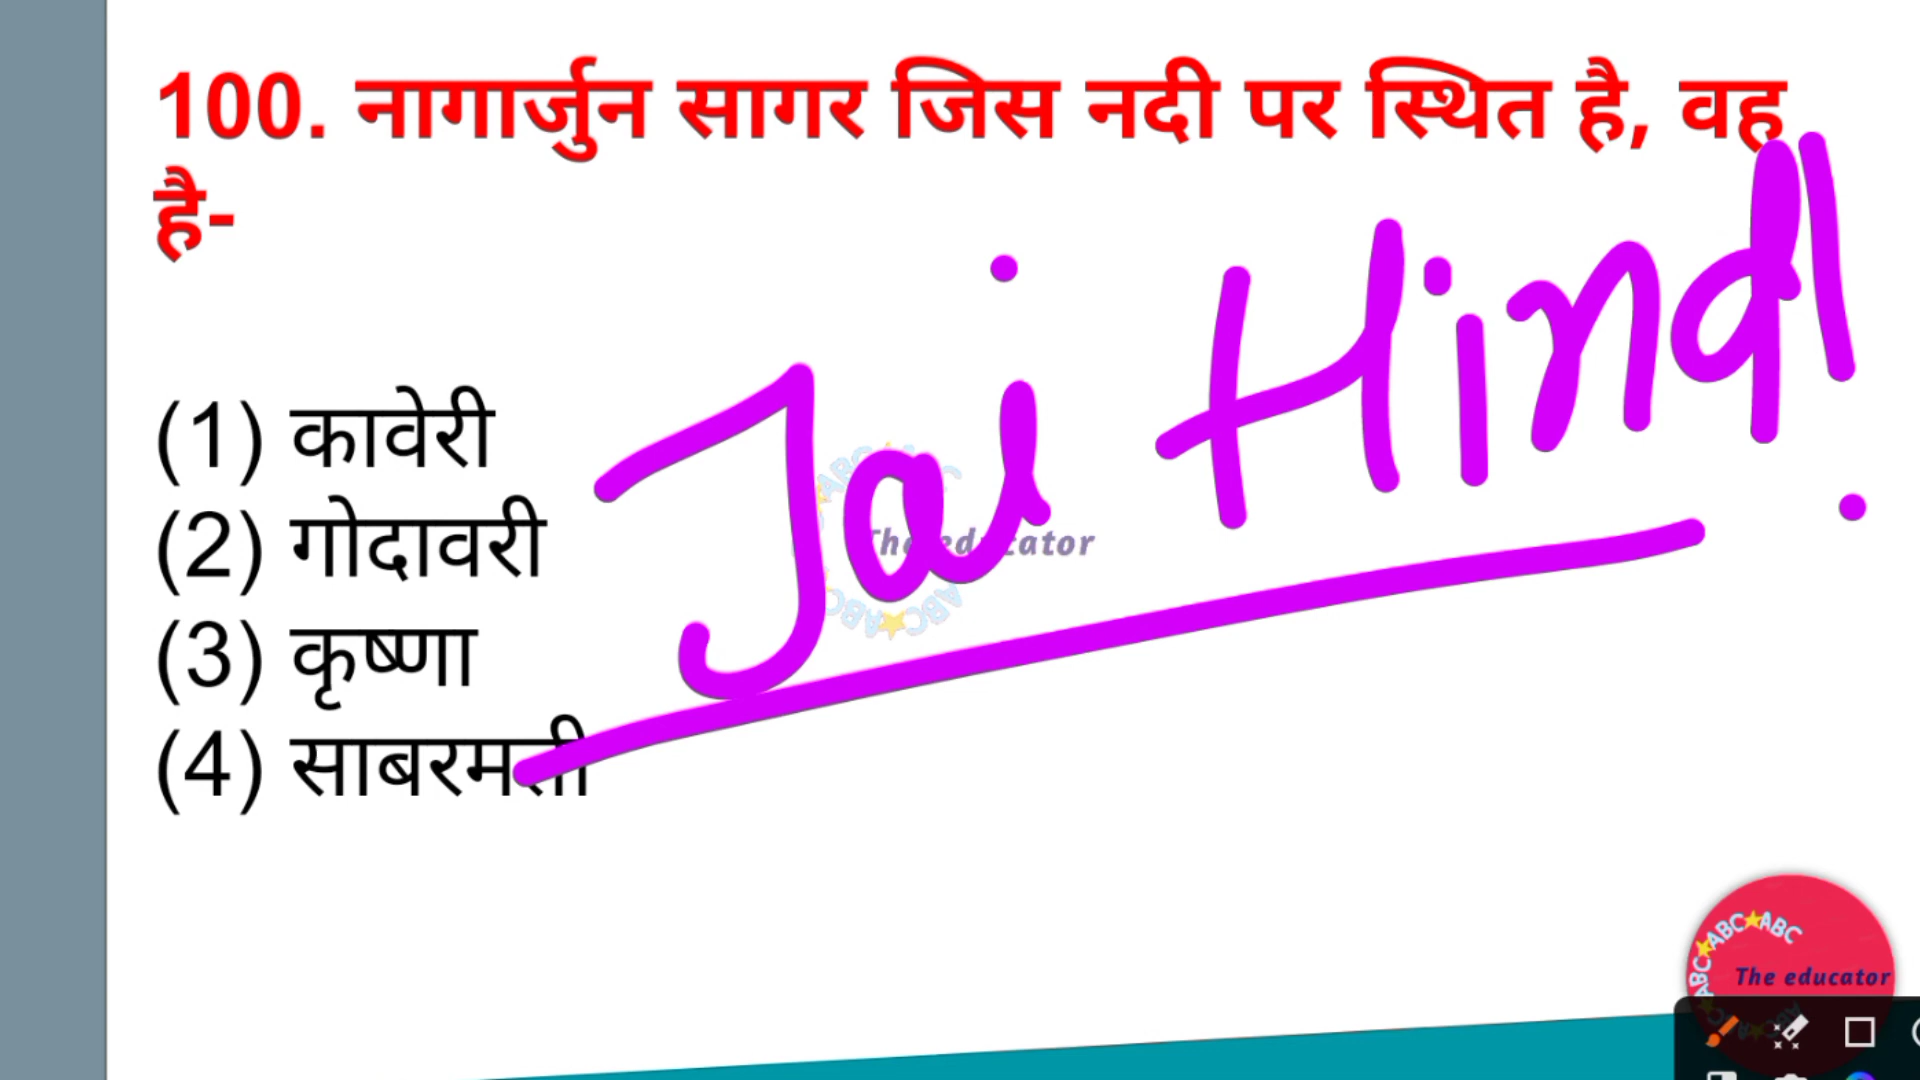 100. नागार्जुन सागर जिस नदी पर स्थित है, वह
है-
(1) कावेरी
(2) गोदावरी
(3) कृष्णा
(4) साबरमती
Jai Hind!
The educator
ABC★ABC★ABC
The educator